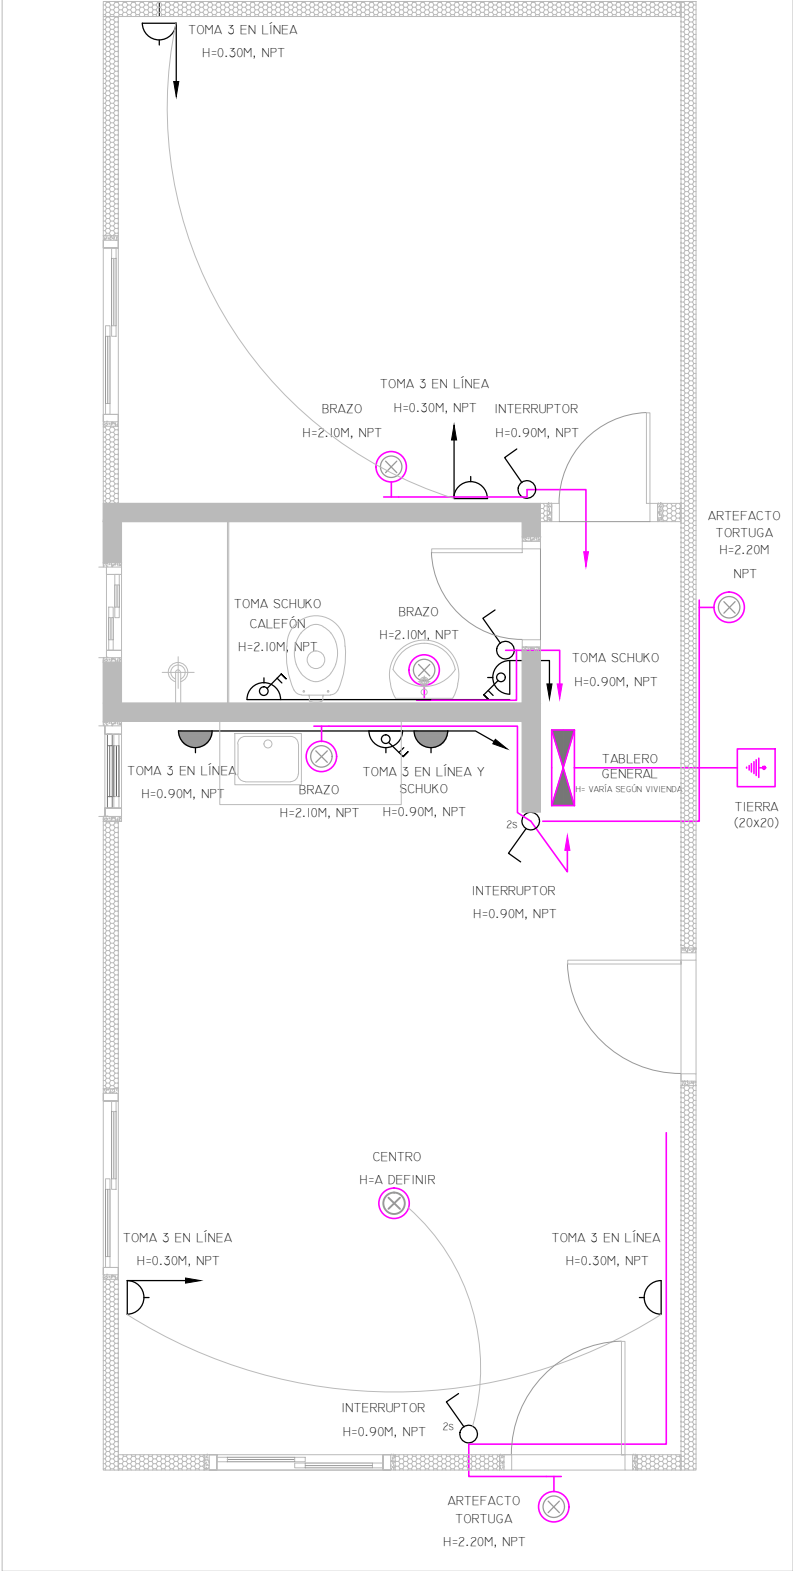 TOMA 3 EN LÍNEA
H=0.30M, NPT
TOMA 3 EN LÍNEA
H=0.30M, NPT
BRAZO
H=2.10M, NPT
INTERRUPTOR
H=0.90M, NPT
ARTEFACTO
TORTUGA
H=2.20M
NPT
TOMA SCHUKO
CALEFÓN
H=2.10M, NPT
BRAZO
H=2.10M, NPT
TOMA SCHUKO
H=0.90M, NPT
TOMA 3 EN LÍNEA
H=0.90M, NPT
BRAZO
H=2.10M, NPT
TOMA 3 EN LÍNEA Y
SCHUKO
H=0.90M, NPT
TABLERO
GENERAL
H= VARÍA SEGÚN VIVIENDA
TIERRA
(20x20)
2s
INTERRUPTOR
H=0.90M, NPT
CENTRO
H=A DEFINIR
TOMA 3 EN LÍNEA
H=0.30M, NPT
TOMA 3 EN LÍNEA
H=0.30M, NPT
INTERRUPTOR
H=0.90M, NPT
2s
ARTEFACTO
TORTUGA
H=2.20M, NPT